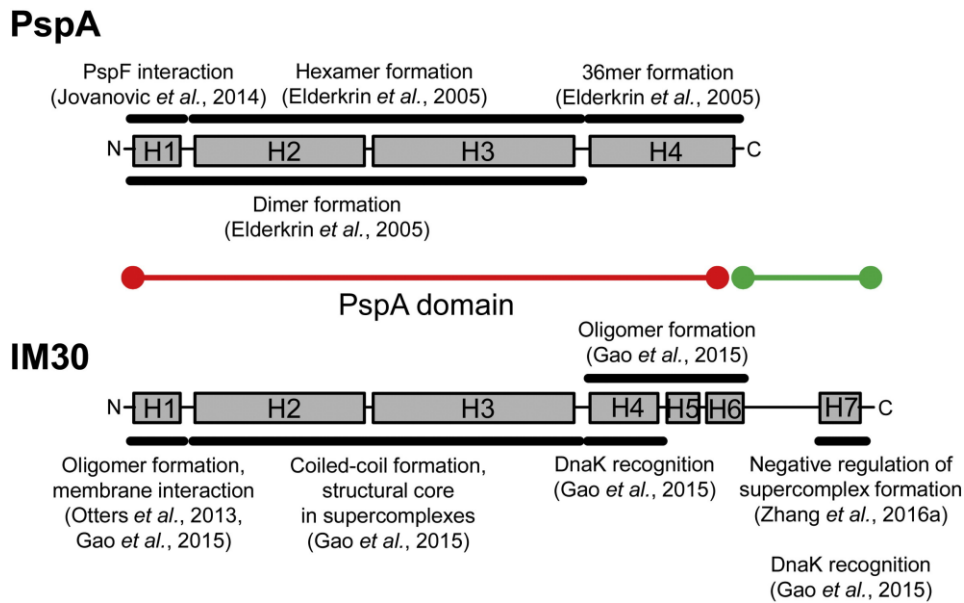 PspA
PspF interaction
(Jovanovic et al., 2014)
Hexamer formation
(Elderkrin et al., 2005)
36mer formation
(Elderkrin et al., 2005)
N H1 H2 H3 H4 C
Dimer formation
(Elderkrin et al., 2005)
PspA domain
IM30
Oligomer formation
(Gao et al., 2015)
N H1 H2 H3 H4 H5 H6 H7 C
Oligomer formation,
membrane interaction
(Otters et al., 2013,
Gao et al., 2015)
Coiled-coil formation,
structural core
in supercomplexes
(Gao et al., 2015)
DnaK recognition
(Gao et al., 2015)
Negative regulation of
supercomplex formation
(Zhang et al., 2016a)
DnaK recognition
(Gao et al., 2015)